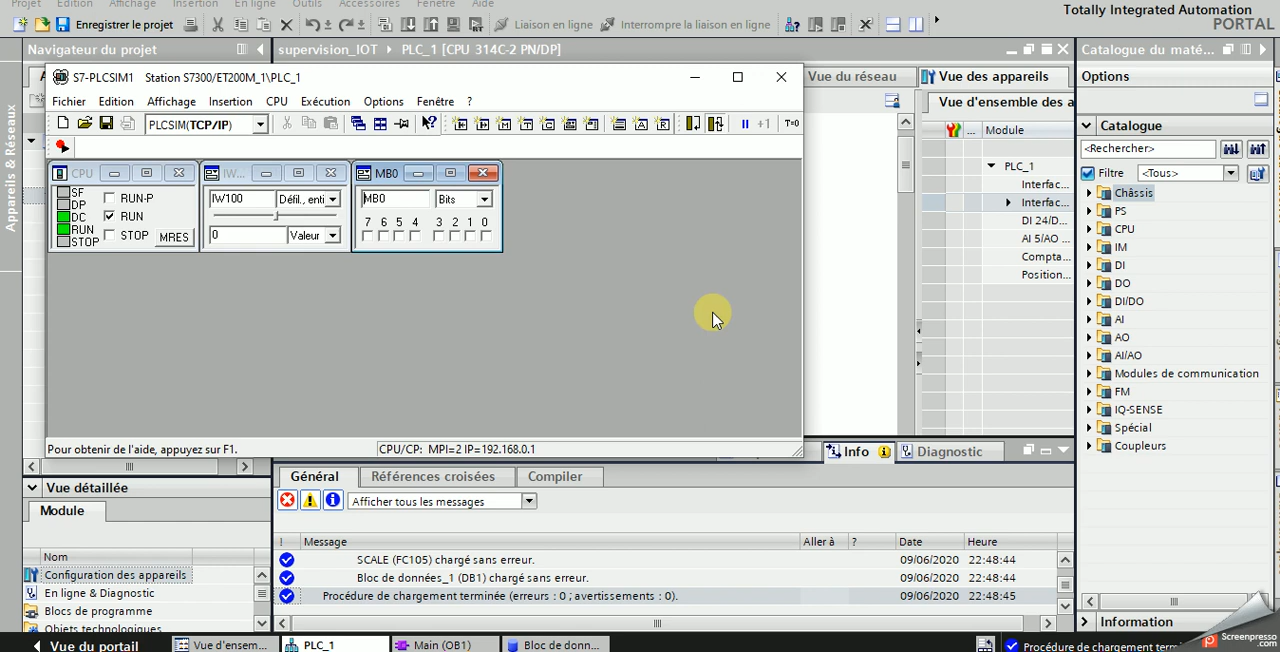 Projet Edition Affichage Insertion En ligne Outils Accessoires Fenêtre Aide
Totally Integrated Automation
PORTAL
Enregistrer le projet
Liaison en ligne
Interrompre la liaison en ligne
Navigateur du projet
supervision_IOT
PLC_1 [CPU 314C-2 PN/DP]
Catalogue du maté...
S7-PLCSIM1 Station S7300/ET200M_1\PLC_1
Vue du réseau
Vue des appareils
Options
Fichier Edition Affichage Insertion CPU Exécution Options Fenêtre ?
Vue d'ensemble des a
PLCSIM(TCP/IP)
+1
T=0
Catalogue
... Module
<Rechercher>
Filtre
<Tous>
CPU
IW...
MB0
SF
DP
DC
RUN
STOP
RUN-P
RUN
STOP
MRES
IW100
Défil., enti
0
Valeur
MB0
Bits
7 6 5 4 3 2 1 0
PLC_1
Interfac...
Interfac...
DI 24/D...
AI 5/AO ...
Compta...
Position...
Châssis
PS
CPU
IM
DI
DO
DI/DO
AI
AO
AI/AO
Modules de communication
FM
IQ-SENSE
Spécial
Coupleurs
Appareils & Réseaux
Pour obtenir de l'aide, appuyez sur F1.
CPU/CP: MPI=2 IP=192.168.0.1
Info
Diagnostic
Général
Références croisées
Compiler
Vue détaillée
Module
Afficher tous les messages
! Message Aller à ? Date Heure
SCALE (FC105) chargé sans erreur. 09/06/2020 22:48:44
Bloc de données_1 (DB1) chargé sans erreur. 09/06/2020 22:48:44
Procédure de chargement terminée (erreurs : 0 ; avertissements : 0). 09/06/2020 22:48:45
Nom
Configuration des appareils
En ligne & Diagnostic
Blocs de programme
Objets technologiques
Information
Vue du portail
Vue d'ensem...
PLC_1
Main (OB1)
Bloc de donn...
Procédure de chargement term
Screenpresso
.com